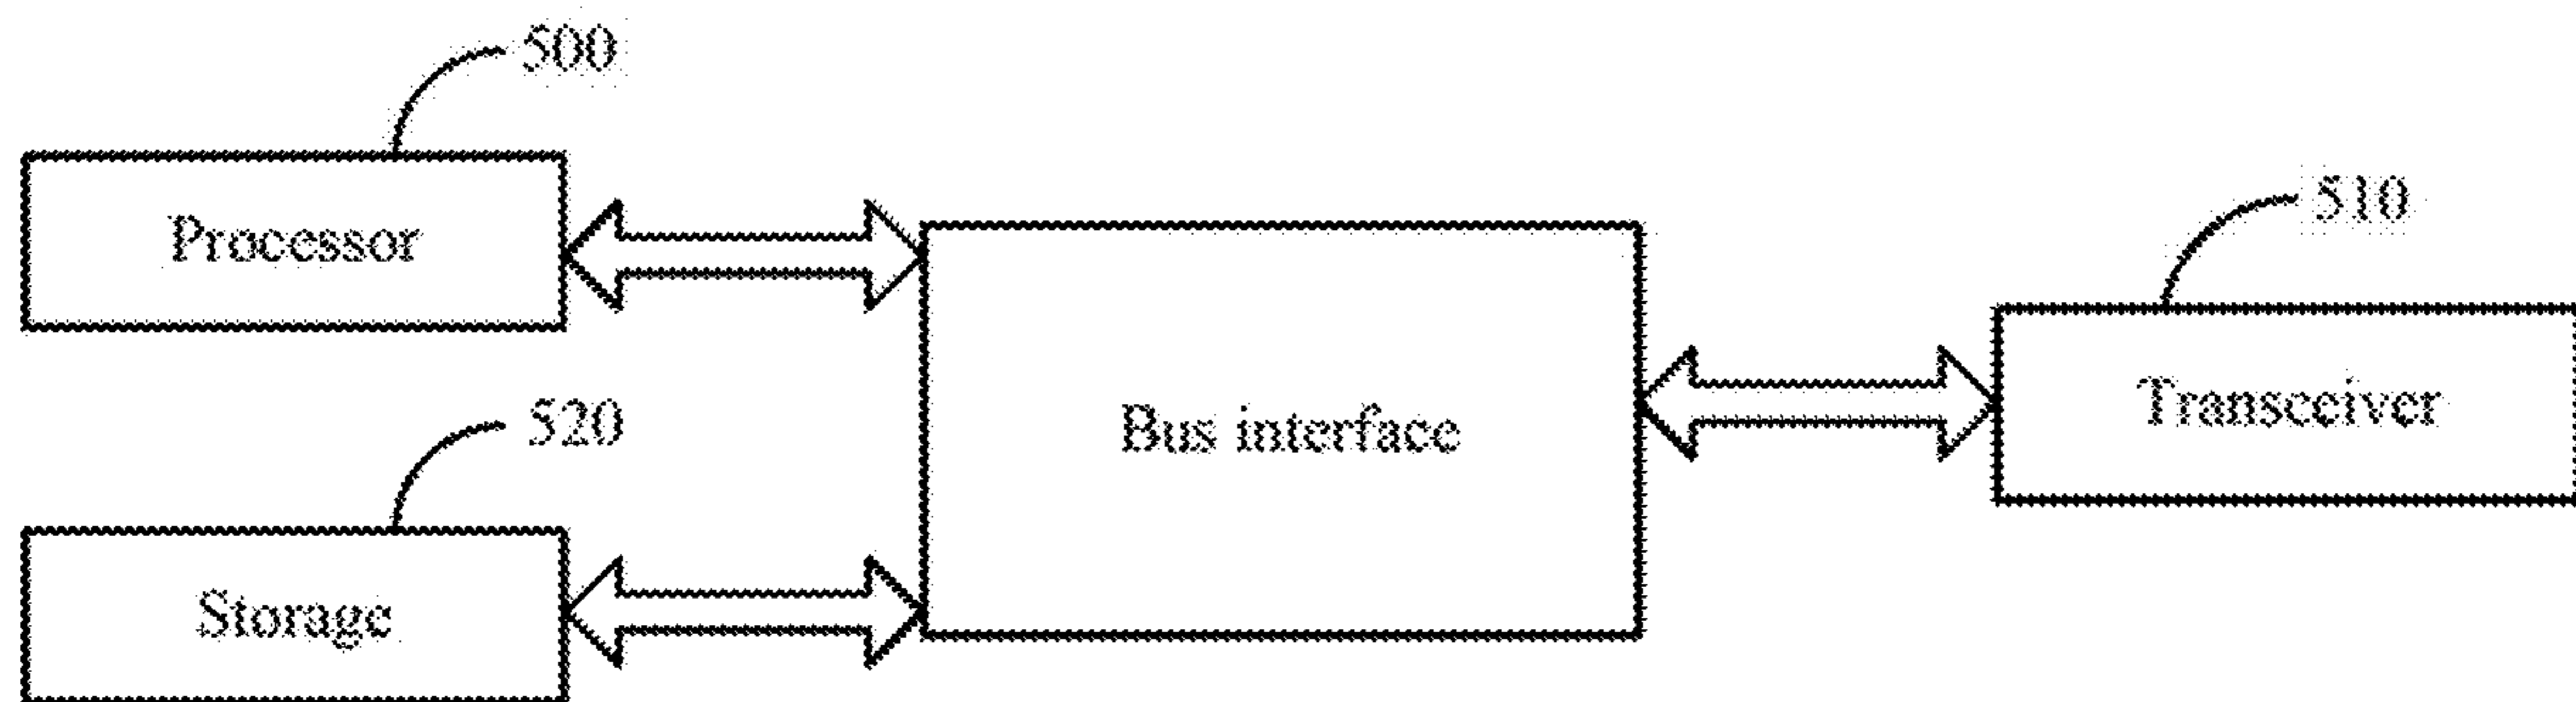 500
Processor
510
Transceiver
Bus interface
520
Storage